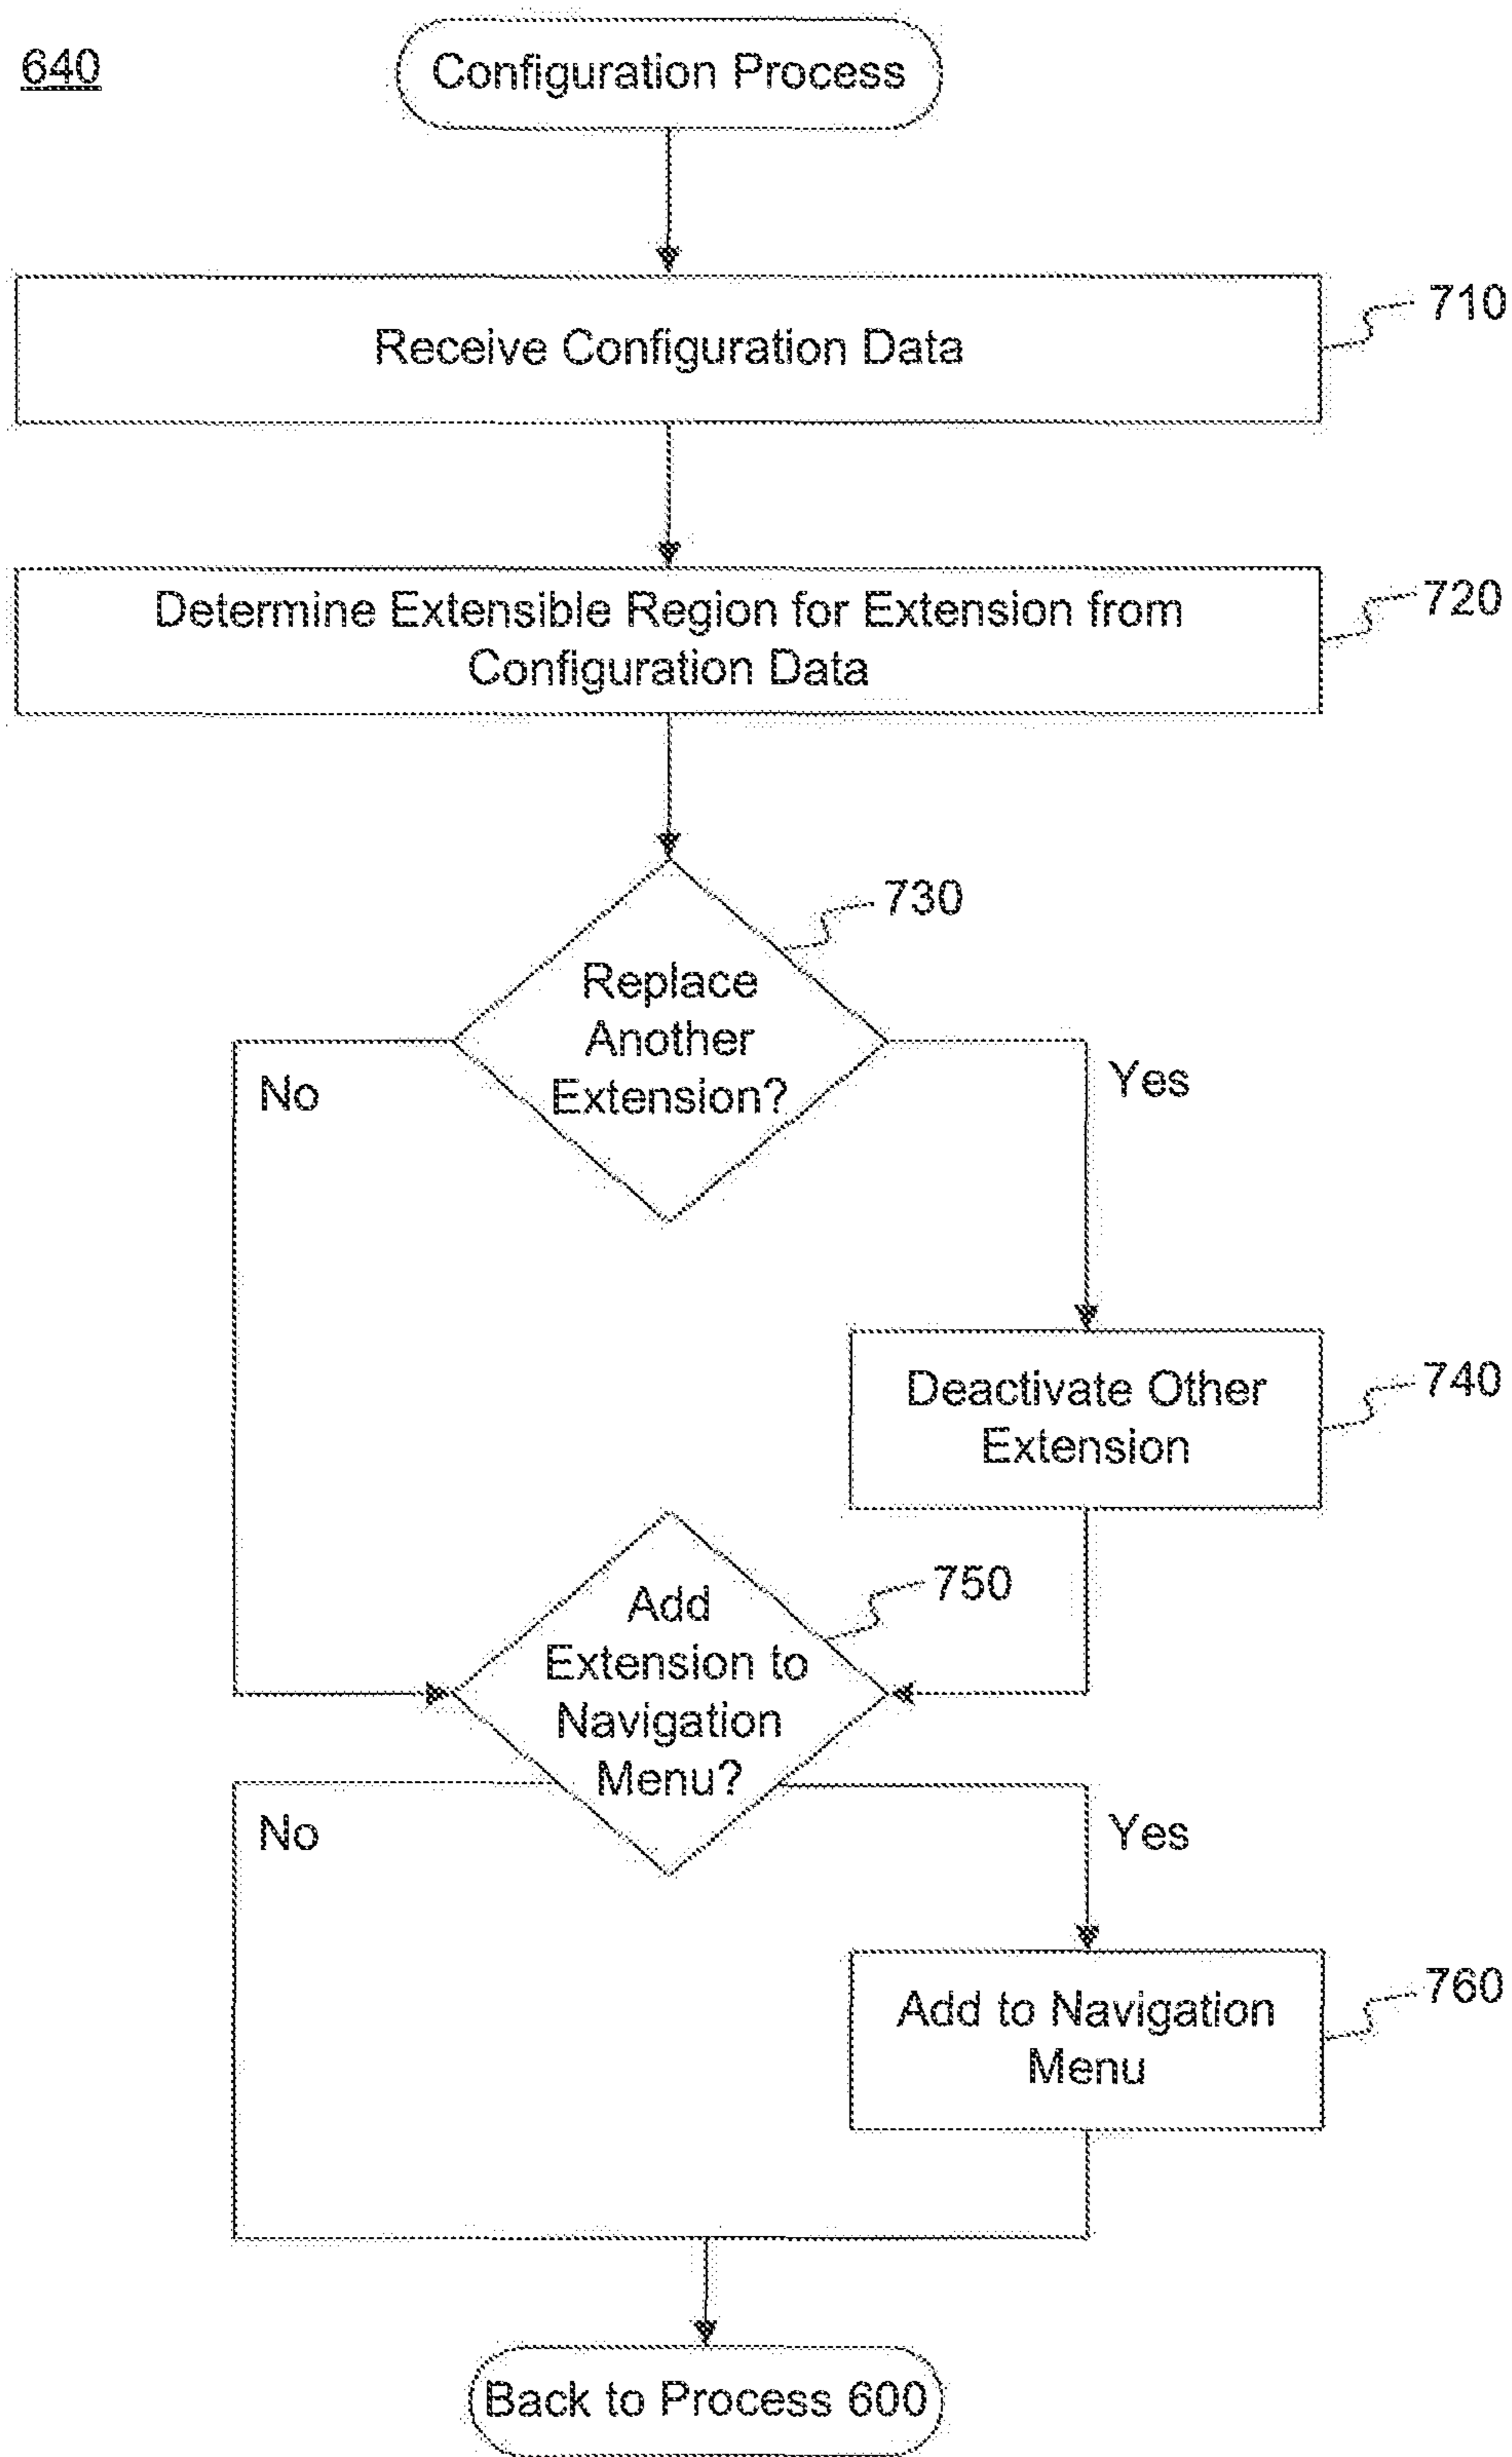 640
Configuration Process
Receive Configuration Data
710
Determine Extensible Region for Extension from
Configuration Data
720
730
Replace
Another
Extension?
No
Yes
Deactivate Other
Extension
740
750
Add
Extension to
Navigation
Menu?
No
Yes
Add to Navigation
Menu
760
Back to Process 600